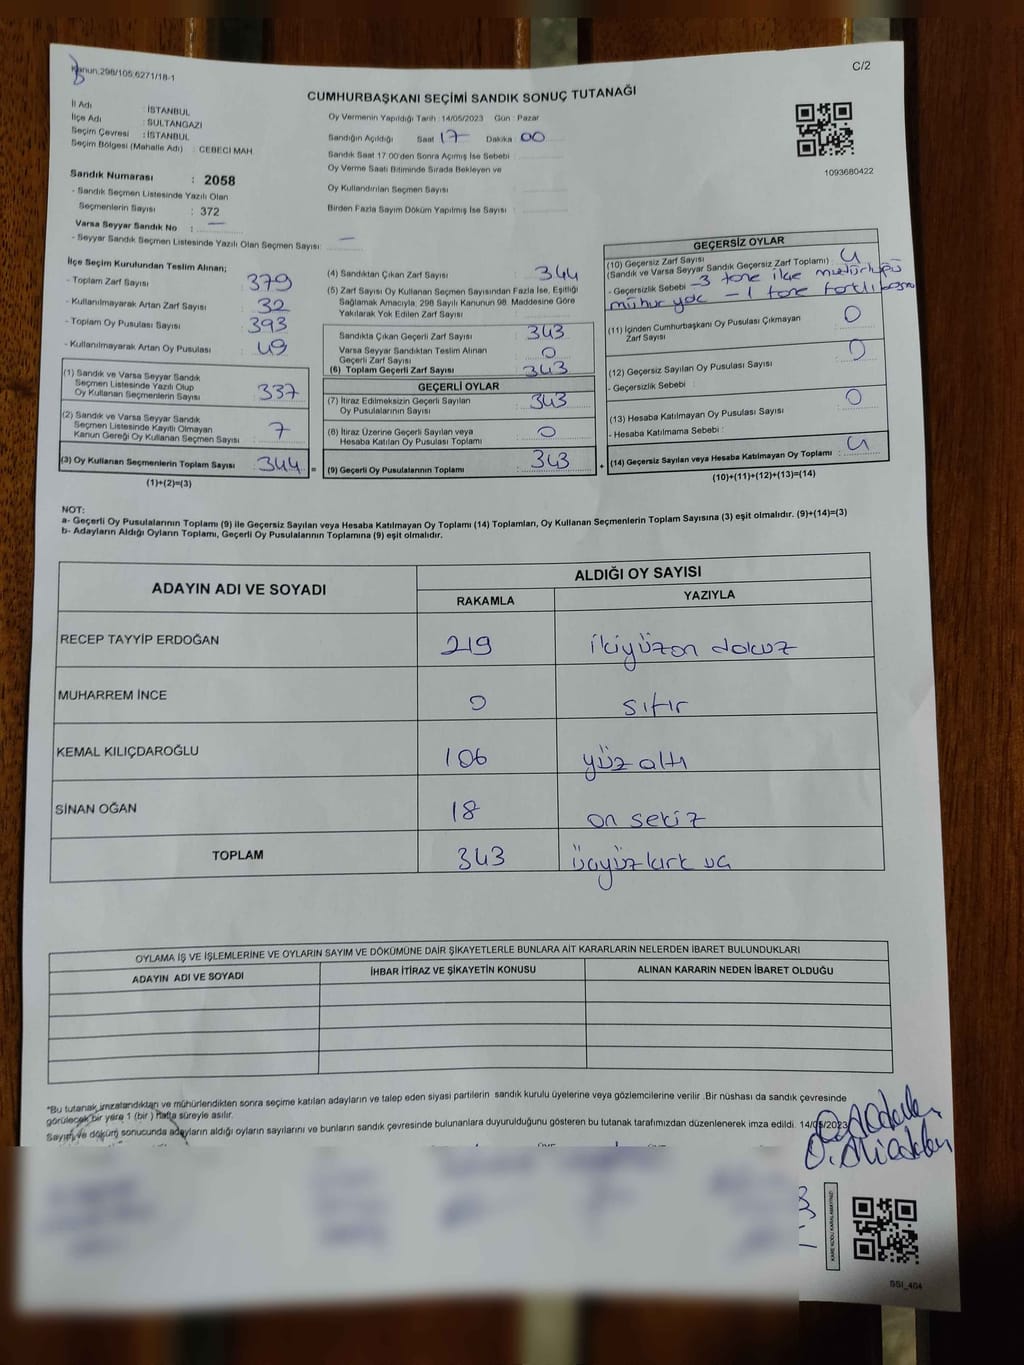 Kanun:298/105,6271/18-1
C/2
CUMHURBAŞKANI SEÇİMİ SANDIK SONUÇ TUTANAĞI
İl Adı : İSTANBUL
İlçe Adı : SULTANGAZİ
Seçim Çevresi : İSTANBUL
Seçim Bölgesi (Mahalle Adı) : CEBECİ MAH
Sandık Numarası : 2058
- Sandık Seçmen Listesinde Yazılı Olan
Seçmenlerin Sayısı : 372
Varsa Seyyar Sandık No : —
- Seyyar Sandık Seçmen Listesinde Yazılı Olan Seçmen Sayısı : —
Oy Vermenin Yapıldığı Tarih : 14/05/2023 Gün : Pazar
Sandığın Açıldığı Saat 17 Dakika 00
Sandık Saat 17.00'den Sonra Açımış İse Sebebi :
Oy Verme Saati Bitiminde Sırada Bekleyen ve
Oy Kullandırılan Seçmen Sayısı :
Birden Fazla Sayım Döküm Yapılmış İse Sayısı :
1093680422
İlçe Seçim Kurulundan Teslim Alınan;
- Toplam Zarf Sayısı : 379
- Kullanılmayarak Artan Zarf Sayısı : 32
- Toplam Oy Pusulası Sayısı : 393
- Kullanılmayarak Artan Oy Pusulası : 49
(1) Sandık ve Varsa Seyyar Sandık
Seçmen Listesinde Yazılı Olup
Oy Kullanan Seçmenlerin Sayısı : 337
(2) Sandık ve Varsa Seyyar Sandık
Seçmen Listesinde Kayıtlı Olmayan
Kanun Gereği Oy Kullanan Seçmen Sayısı : 7
(3) Oy Kullanan Seçmenlerin Toplam Sayısı : 344 =
(1)+(2)=(3)
(4) Sandıktan Çıkan Zarf Sayısı : 344
(5) Zarf Sayısı Oy Kullanan Seçmen Sayısından Fazla İse, Eşitliği
Sağlamak Amacıyla, 298 Sayılı Kanunun 98. Maddesine Göre
Yakılarak Yok Edilen Zarf Sayısı :
Sandıkta Çıkan Geçerli Zarf Sayısı : 343
Varsa Seyyar Sandıktan Teslim Alınan
Geçerli Zarf Sayısı : 0
(6) Toplam Geçerli Zarf Sayısı : 343
GEÇERLİ OYLAR
(7) İtiraz Edilmeksizin Geçerli Sayılan
Oy Pusulalarının Sayısı : 343
(8) İtiraz Üzerine Geçerli Sayılan veya
Hesaba Katılan Oy Pusulası Toplamı : 0
(9) Geçerli Oy Pusulalarının Toplamı : 343 +
GEÇERSİZ OYLAR
(10) Geçersiz Zarf Sayısı : 4
(Sandık ve Varsa Seyyar Sandık Geçersiz Zarf Toplamı)
- Geçersizlik Sebebi : -3 tane ilçe müdürlüğü
mühür yok - 1 tane farklı
(11) İçinden Cumhurbaşkanı Oy Pusulası Çıkmayan
Zarf Sayısı : 0
(12) Geçersiz Sayılan Oy Pusulası Sayısı : 0
- Geçersizlik Sebebi :
(13) Hesaba Katılmayan Oy Pusulası Sayısı : 0
- Hesaba Katılmama Sebebi :
(14) Geçersiz Sayılan veya Hesaba Katılmayan Oy Toplamı : 4
(10)+(11)+(12)+(13)=(14)
NOT:
a- Geçerli Oy Pusulalarının Toplamı (9) ile Geçersiz Sayılan veya Hesaba Katılmayan Oy Toplamı (14) Toplamları, Oy Kullanan Seçmenlerin Toplam Sayısına (3) eşit olmalıdır. (9)+(14)=(3)
b- Adayların Aldığı Oyların Toplamı, Geçerli Oy Pusulalarının Toplamına (9) eşit olmalıdır.
ADAYIN ADI VE SOYADI
ALDIĞI OY SAYISI
RAKAMLA YAZIYLA
RECEP TAYYİP ERDOĞAN 219 ikiyüzon dokuz
MUHARREM İNCE 0 sıfır
KEMAL KILIÇDAROĞLU 106 yüz altı
SİNAN OĞAN 18 on sekiz
TOPLAM 343 üçyüzkırk üç
OYLAMA İŞ VE İŞLEMLERİNE VE OYLARIN SAYIM VE DÖKÜMÜNE DAİR ŞİKAYETLERLE BUNLARA AİT KARARLARIN NELERDEN İBARET BULUNDUKLARI
ADAYIN ADI VE SOYADI İHBAR İTİRAZ VE ŞİKAYETİN KONUSU ALINAN KARARIN NEDEN İBARET OLDUĞU
*Bu tutanak imzalandıktan ve mühürlendikten sonra seçime katılan adayların ve talep eden siyasi partilerin sandık kurulu üyelerine veya gözlemcilerine verilir .Bir nüshası da sandık çevresinde
görülecek bir yere 1 (bir ) hafta süreyle asılır.
Sayım ve döküm sonucunda adayların aldığı oyların sayılarını ve bunların sandık çevresinde bulunanlara duyurulduğunu gösteren bu tutanak tarafımızdan düzenlenerek imza edildi. 14/05/2023
KARE KODU KARALAMAYINIZ!
SSI_404